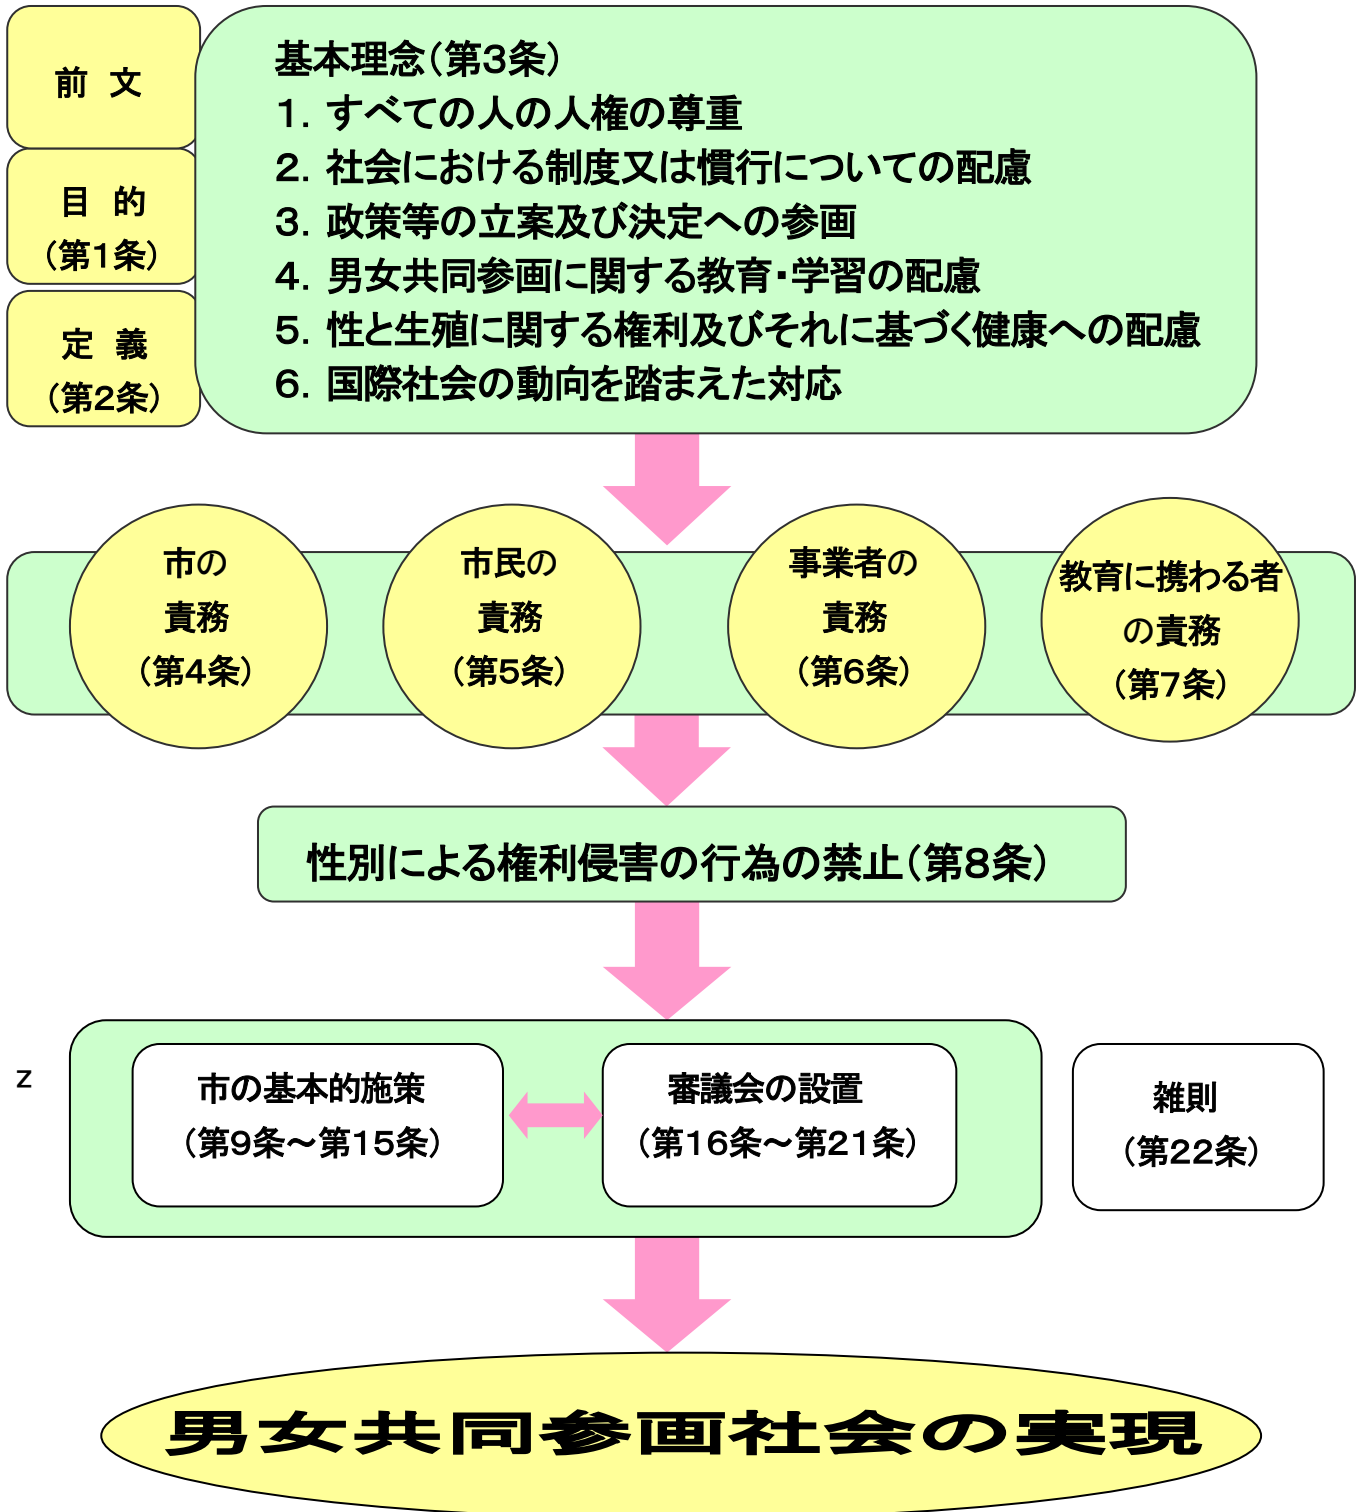 前　文
目　的
（第１条）
定　義
（第２条）
基本理念（第３条）
１．すべての人の人権の尊重
２．社会における制度又は慣行についての配慮
３．政策等の立案及び決定への参画
４．男女共同参画に関する教育・学習の配慮
５．性と生殖に関する権利及びそれに基づく健康への配慮
６．国際社会の動向を踏まえた対応
市の
責務
（第４条）
市民の
責務
（第５条）
事業者の
責務
（第６条）
教育に携わる者
の責務
（第７条）
性別による権利侵害の行為の禁止（第８条）
z
市の基本的施策
（第９条～第１５条）
審議会の設置
（第１６条～第２１条）
雑則
（第２２条）
男女共同参画社会の実現